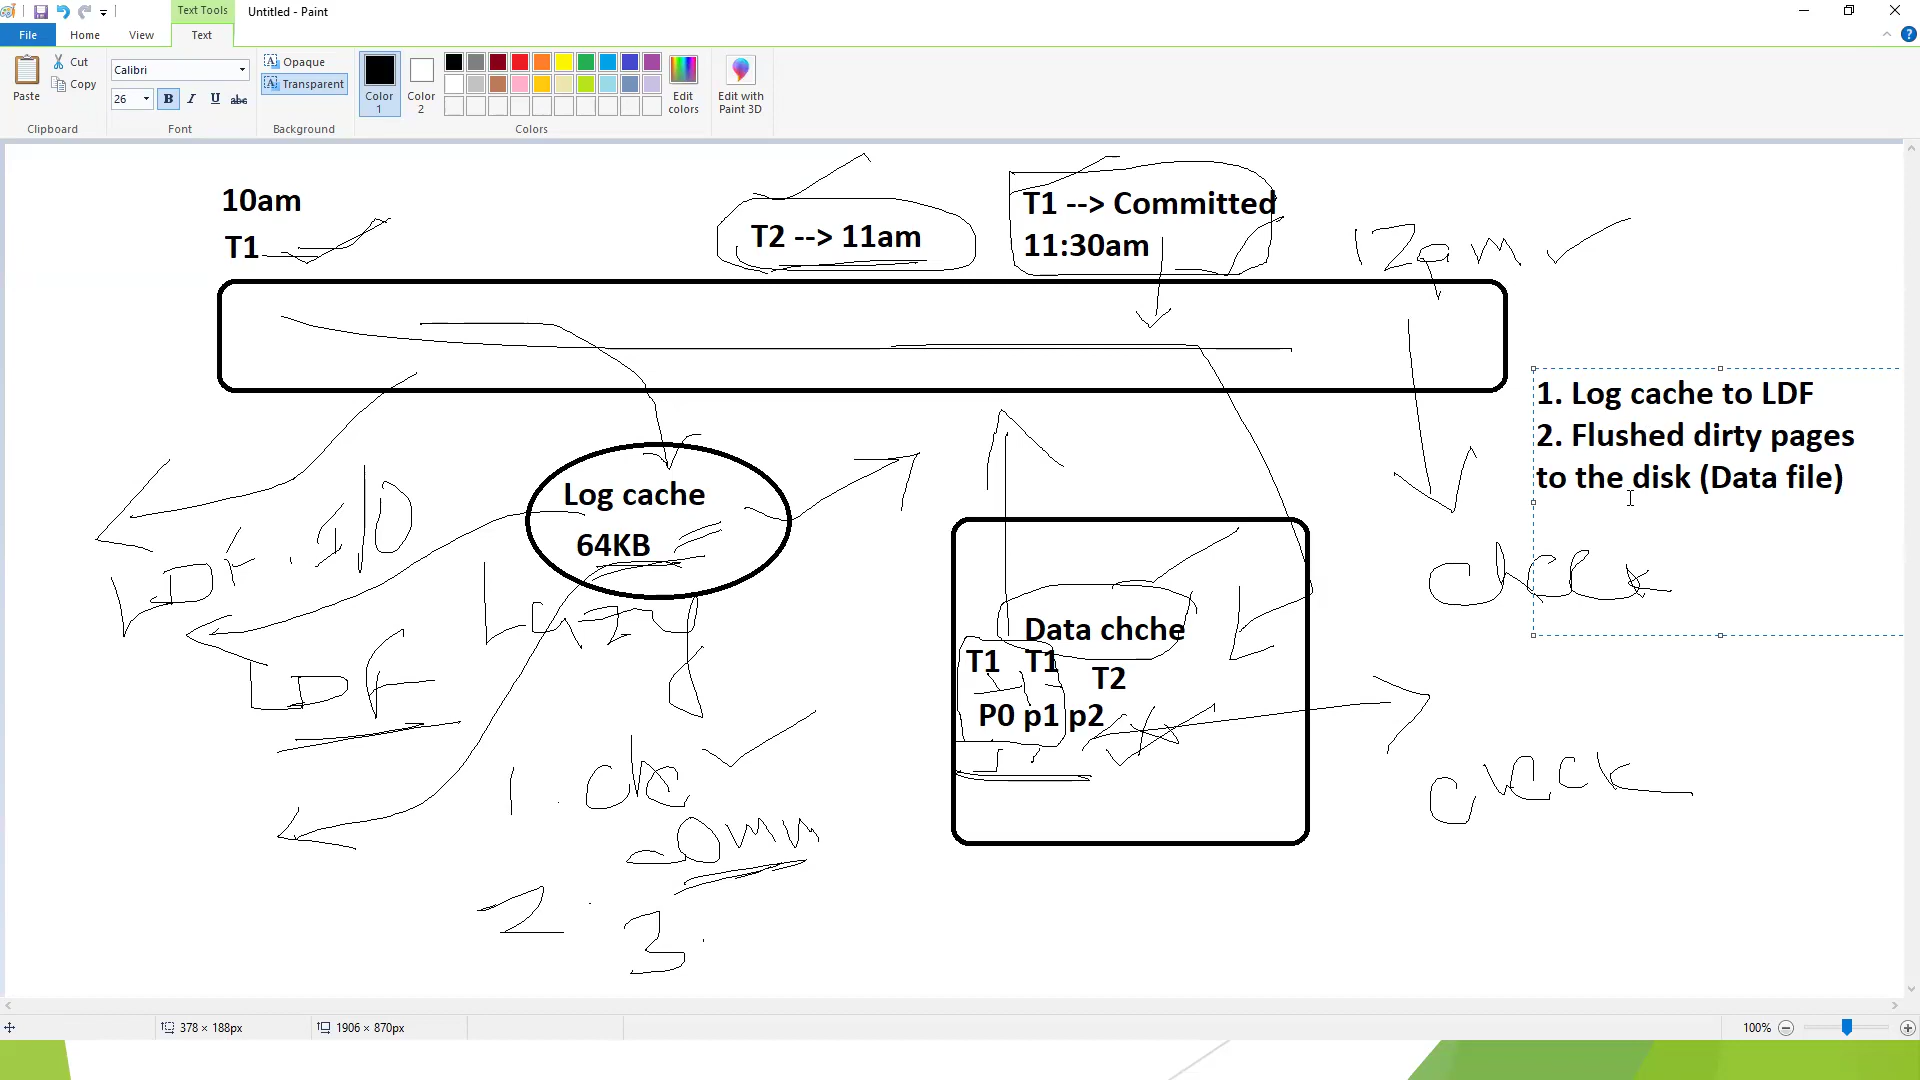 Text Tools
Untitled - Paint
File
Home
View
Text
Paste
Cut
Copy
Clipboard
Calibri
26
B I U abc
Font
Opaque
Transparent
Background
Color 1
Color 2
Edit colors
Edit with Paint 3D
Colors
10am
T1
T2 --> 11am
T1 --> Committed
11:30am
12am
1. Log cache to LDF
2. Flushed dirty pages
to the disk (Data file)
Log cache
64KB
LDF
I/O
LDF
Lazy
Data chche
T1 T1
T2
P0 p1 p2
check
check
1.
2.
3.
378 × 188px
1906 × 870px
100%